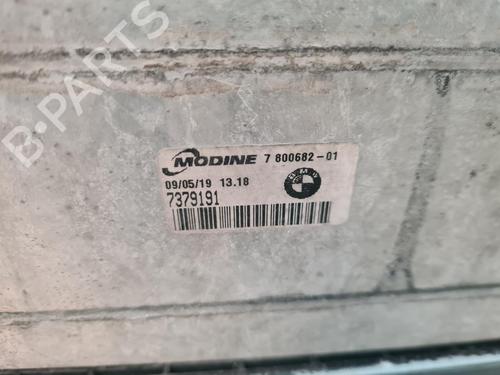 B-PARTS
MODINE 7 800682-01
09/05/19 13.18
BMW
7379191